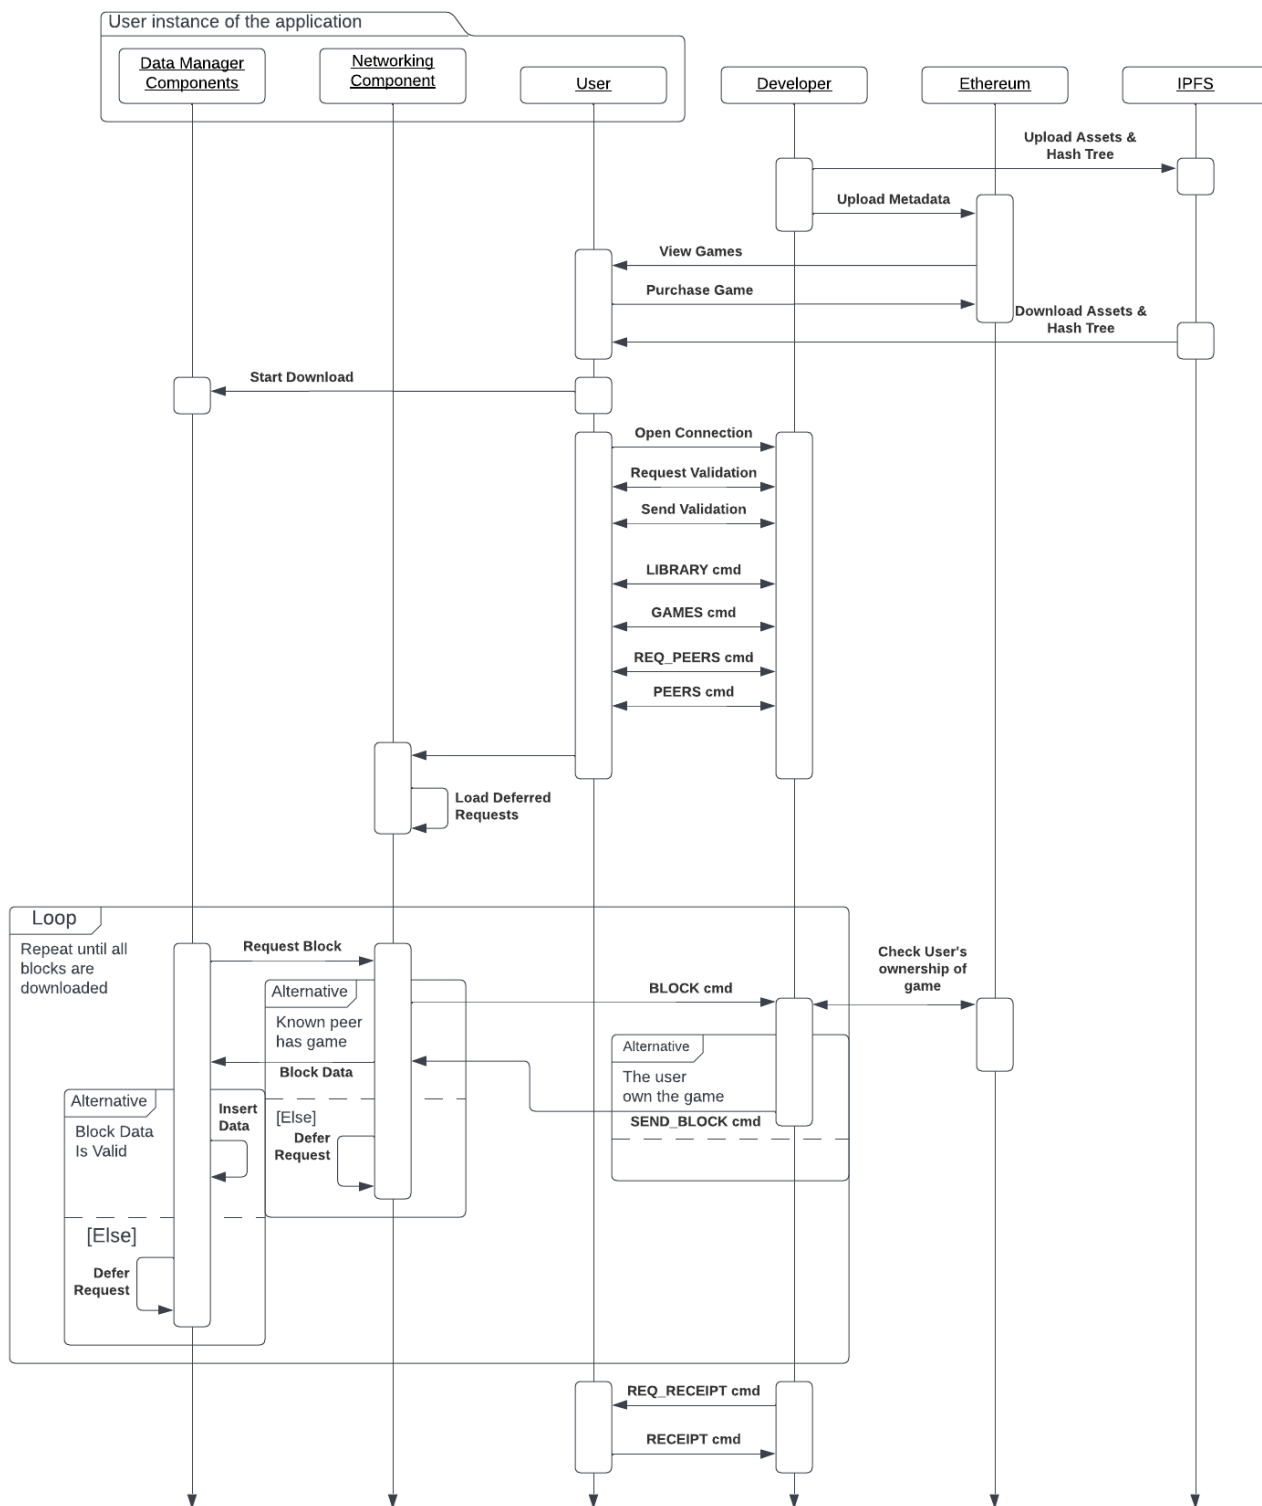 User instance of the application
Data Manager
Components
Networking
Component
User
Developer
Ethereum
IPFS
Upload Assets &
Hash Tree
Upload Metadata
View Games
Purchase Game
Download Assets &
Hash Tree
Start Download
Open Connection
Request Validation
Send Validation
LIBRARY cmd
GAMES cmd
REQ_PEERS cmd
PEERS cmd
Load Deferred
Requests
Loop
Repeat until all
blocks are
downloaded
Request Block
Check User's
ownership of
game
Alternative
Known peer
has game
BLOCK cmd
Alternative
The user
own the game
Block Data
Alternative
Block Data
Is Valid
Insert
Data
[Else]
Defer
Request
SEND_BLOCK cmd
[Else]
Defer
Request
REQ_RECEIPT cmd
RECEIPT cmd